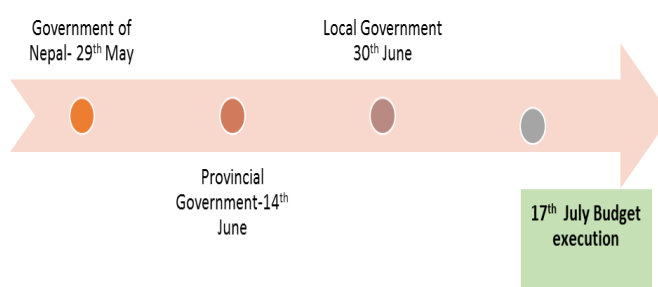 Government of
Nepal- 29th May
Local Government
30th June
Provincial
Government-14th
June
17th July Budget
execution